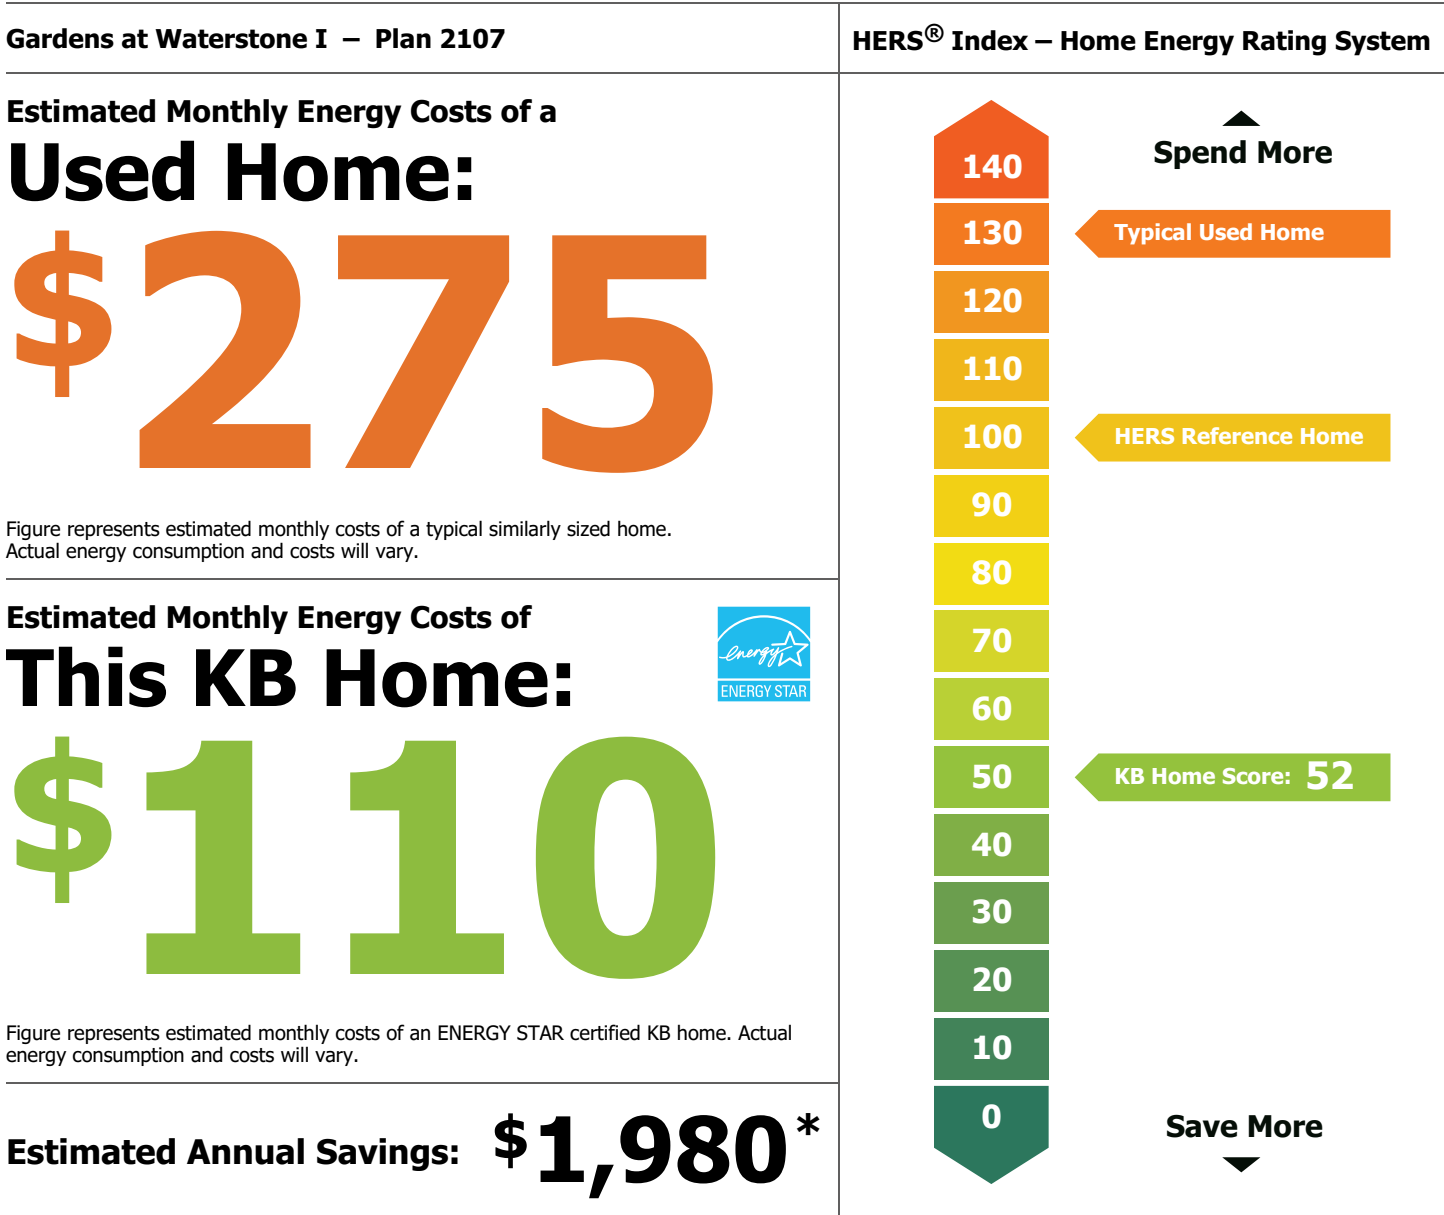 Gardens at Waterstone I – Plan 2107
Estimated Monthly Energy Costs of a
Used Home:
$275
Figure represents estimated monthly costs of a typical similarly sized home.
Actual energy consumption and costs will vary.
Estimated Monthly Energy Costs of
This KB Home:
energy
ENERGY STAR
$110
Figure represents estimated monthly costs of an ENERGY STAR certified KB home. Actual
energy consumption and costs will vary.
Estimated Annual Savings: $1,980*
HERS® Index – Home Energy Rating System
Spend More
140
130 Typical Used Home
120
110
100 HERS Reference Home
90
80
70
60
50 KB Home Score: 52
40
30
20
10
0
Save More